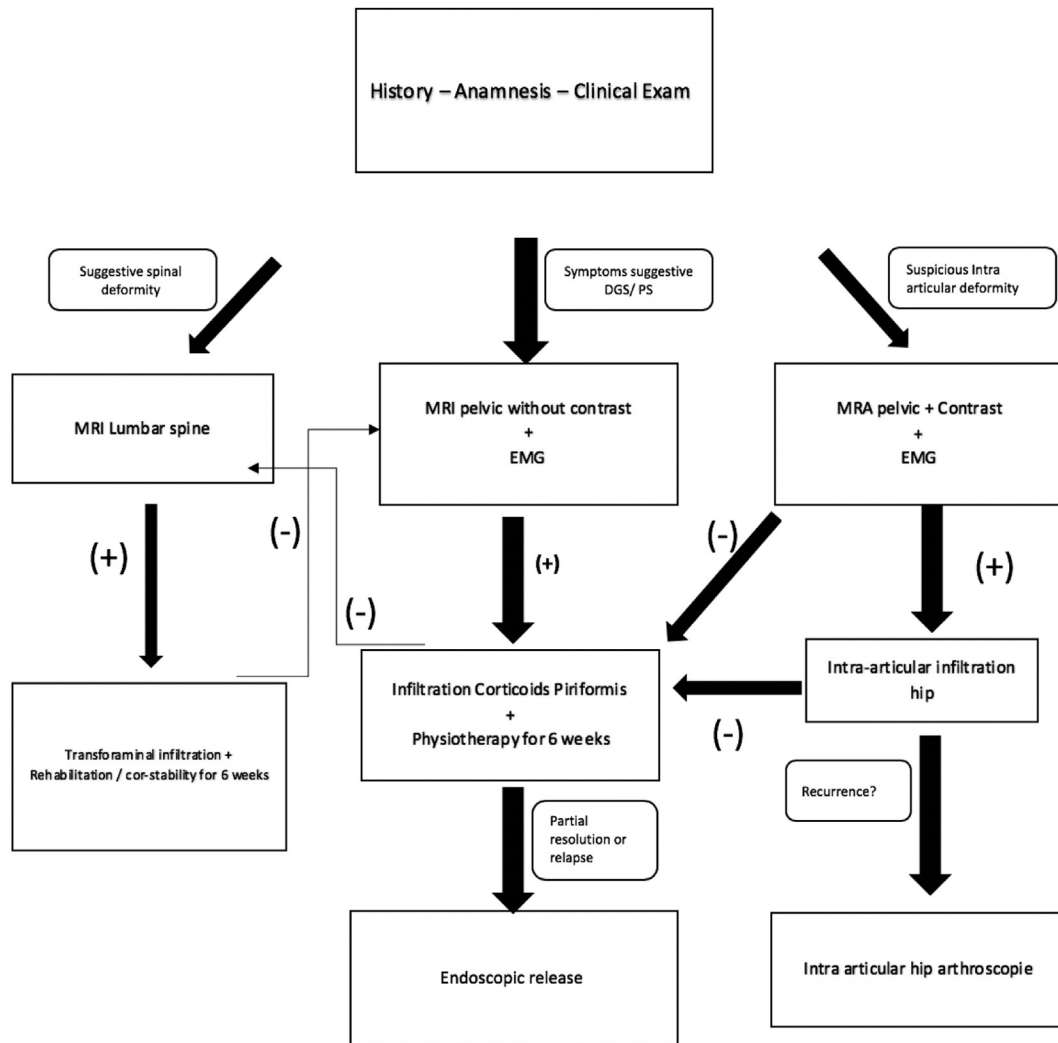 History – Anamnesis – Clinical Exam
Suggestive spinal
deformity
Symptoms suggestive
DGS/ PS
Suspicious Intra
articular deformity
MRI Lumbar spine
MRI pelvic without contrast
+
EMG
MRA pelvic + Contrast
+
EMG
(+)
(-)
(-)
(+)
(-)
(+)
Transforaminal infiltration +
Rehabilitation / cor-stability for 6 weeks
Infiltration Corticoids Piriformis
+
Physiotherapy for 6 weeks
(-)
Intra-articular infiltration
hip
Partial
resolution or
relapse
Recurrence?
Endoscopic release
Intra articular hip arthroscopie